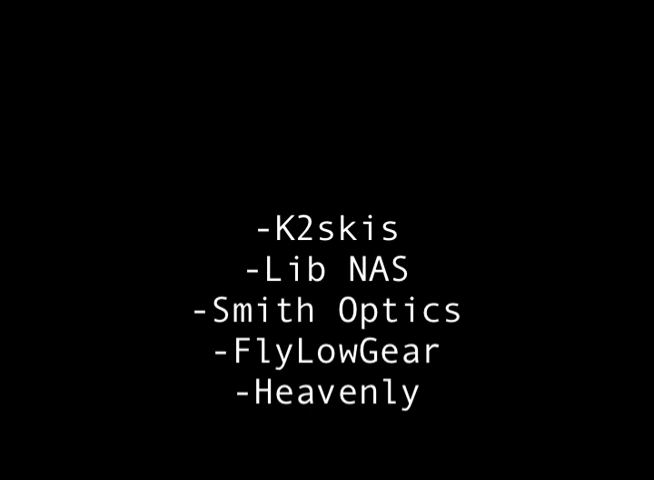 -K2skis
-Lib NAS
-Smith Optics
-FlyLowGear
-Heavenly